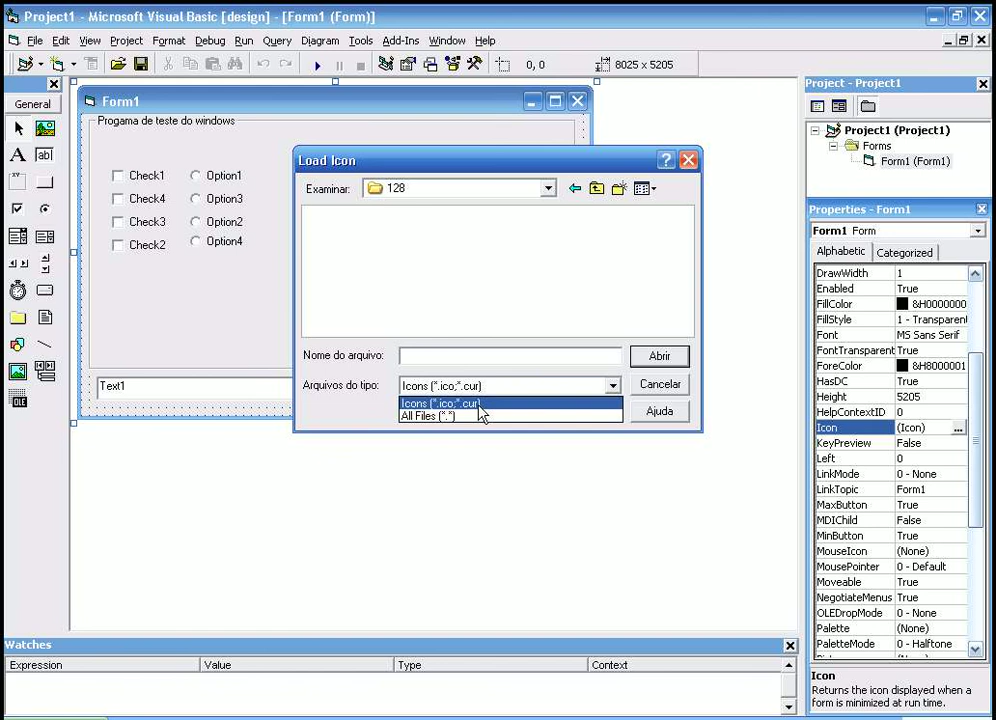 Project1 - Microsoft Visual Basic [design] - [Form1 (Form)]
File Edit View Project Format Debug Run Query Diagram Tools Add-Ins Window Help
0, 0
8025 x 5205
General
Form1
Progama de teste do windows
Check1 Option1
Check4 Option3
Check3 Option2
Check2 Option4
Text1
Load Icon
Examinar: 128
Nome do arquivo:
Abrir
Arquivos do tipo: Icons (*.ico;*.cur)
Cancelar
Icons (*.ico;*.cur)
All Files (*.*)
Ajuda
Project - Project1
Project1 (Project1)
Forms
Form1 (Form1)
Properties - Form1
Form1 Form
Alphabetic Categorized
DrawWidth 1
Enabled True
FillColor &H0000000
FillStyle 1 - Transparent
Font MS Sans Serif
FontTransparent True
ForeColor &H8000001
HasDC True
Height 5205
HelpContextID 0
Icon (Icon) ...
KeyPreview False
Left 0
LinkMode 0 - None
LinkTopic Form1
MaxButton True
MDIChild False
MinButton True
MouseIcon (None)
MousePointer 0 - Default
Moveable True
NegotiateMenus True
OLEDropMode 0 - None
Palette (None)
PaletteMode 0 - Halftone
Icon
Returns the icon displayed when a
form is minimized at run time.
Watches
Expression Value Type Context